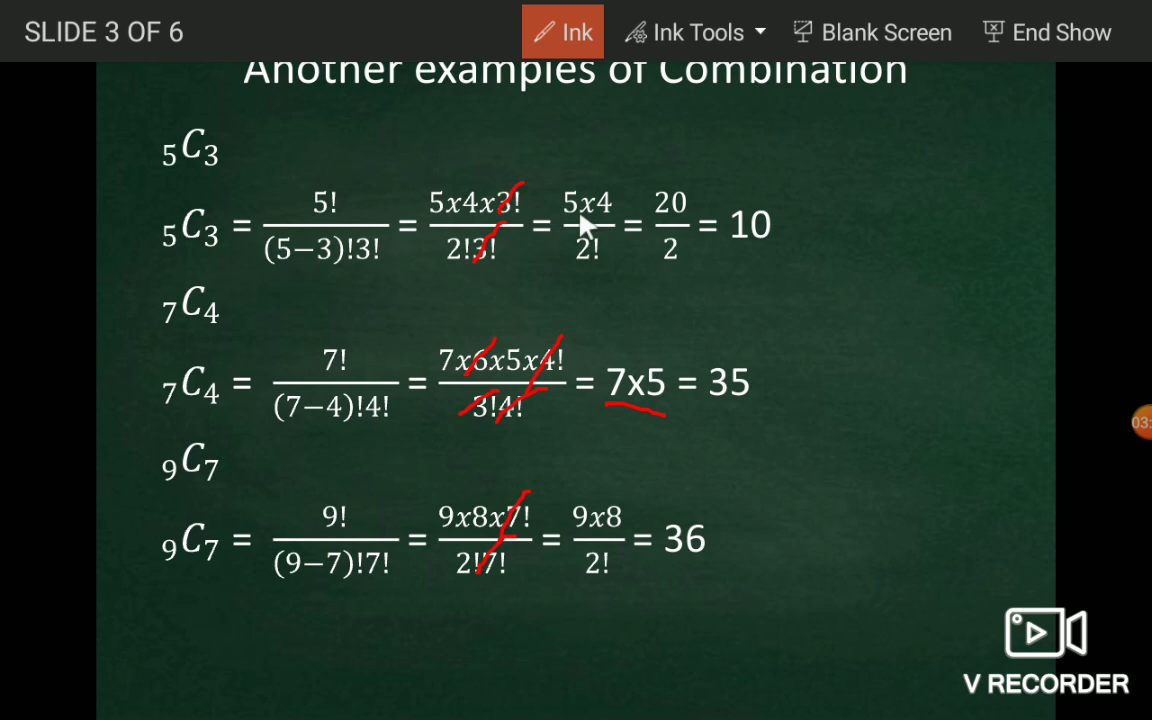 SLIDE 3 OF 6 Ink Ink Tools Blank Screen End Show
Another examples of Combination
₅C₃
₅C₃ = 5!/((5−3)!3!) = 5x4x3!/(2!3!) = 5x4/2! = 20/2 = 10
₇C₄
₇C₄ = 7!/((7−4)!4!) = 7x6x5x4!/(3!4!) = 7x5 = 35
03:
₉C₇
₉C₇ = 9!/((9−7)!7!) = 9x8x7!/(2!7!) = 9x8/2! = 36
V RECORDER